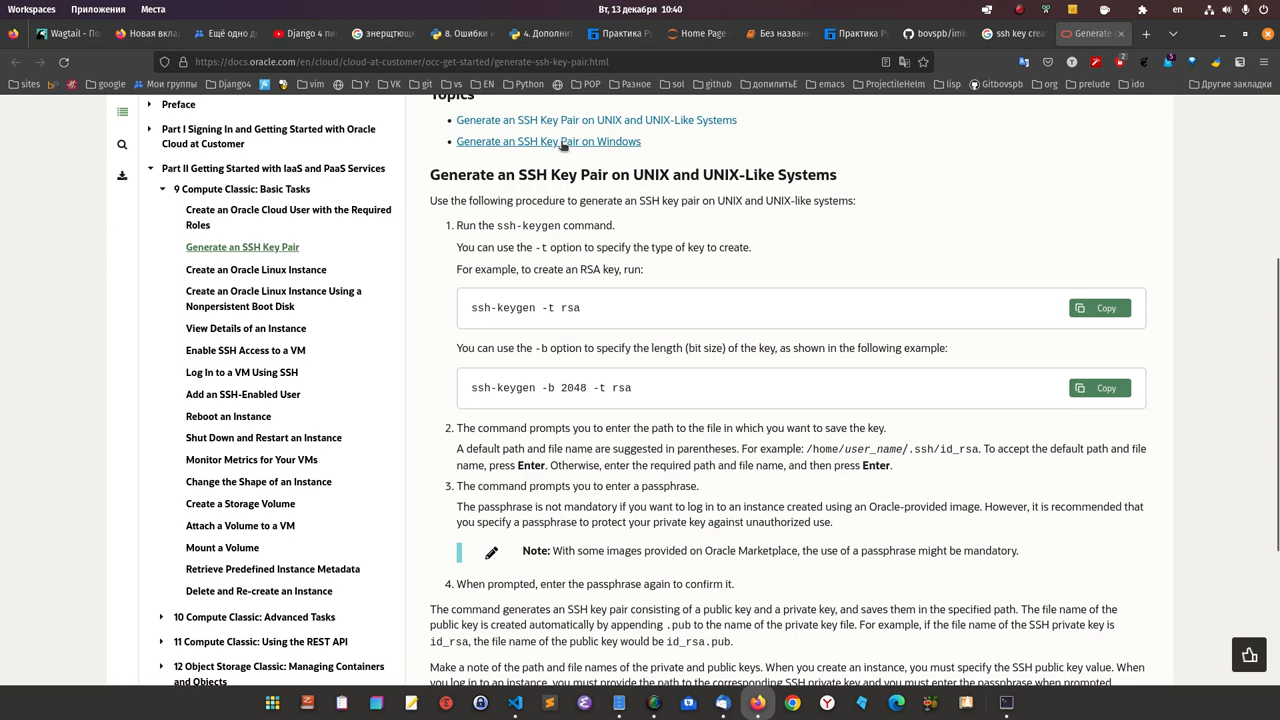 Workspaces Приложения Места Вт, 13 декабря 10:40 en
Wagtail - По Новая вкл Ещё одно д Django 4 пи энерщтющ 8. Ошибки и 4. Дополни Практика Ру Home Page Без назва Практика Ру bovspb/im ssh key crea Generate
https://docs.oracle.com/en/cloud/cloud-at-customer/occ-get-started/generate-ssh-key-pair.html
sites bp google Мои группы Django4 vim Y VK git vs EN Python POP Разное sol github допилитьЕ emacs ProjectileHelm lisp Gitbovspb org prelude ido Другие закладки
Topics
Generate an SSH Key Pair on UNIX and UNIX-Like Systems
Generate an SSH Key Pair on Windows
Preface
Part I Signing In and Getting Started with Oracle
Cloud at Customer
Part II Getting Started with IaaS and PaaS Services
9 Compute Classic: Basic Tasks
Create an Oracle Cloud User with the Required
Roles
Generate an SSH Key Pair
Create an Oracle Linux Instance
Create an Oracle Linux Instance Using a
Nonpersistent Boot Disk
View Details of an Instance
Enable SSH Access to a VM
Log In to a VM Using SSH
Add an SSH-Enabled User
Reboot an Instance
Shut Down and Restart an Instance
Monitor Metrics for Your VMs
Change the Shape of an Instance
Create a Storage Volume
Attach a Volume to a VM
Mount a Volume
Retrieve Predefined Instance Metadata
Delete and Re-create an Instance
10 Compute Classic: Advanced Tasks
11 Compute Classic: Using the REST API
12 Object Storage Classic: Managing Containers
and Objects
Generate an SSH Key Pair on UNIX and UNIX-Like Systems
Use the following procedure to generate an SSH key pair on UNIX and UNIX-like systems:
1. Run the ssh-keygen command.
You can use the -t option to specify the type of key to create.
For example, to create an RSA key, run:
ssh-keygen -t rsa
Copy
You can use the -b option to specify the length (bit size) of the key, as shown in the following example:
ssh-keygen -b 2048 -t rsa
Copy
2. The command prompts you to enter the path to the file in which you want to save the key.
A default path and file name are suggested in parentheses. For example: /home/user_name/.ssh/id_rsa. To accept the default path and file
name, press Enter. Otherwise, enter the required path and file name, and then press Enter.
3. The command prompts you to enter a passphrase.
The passphrase is not mandatory if you want to log in to an instance created using an Oracle-provided image. However, it is recommended that
you specify a passphrase to protect your private key against unauthorized use.
Note: With some images provided on Oracle Marketplace, the use of a passphrase might be mandatory.
4. When prompted, enter the passphrase again to confirm it.
The command generates an SSH key pair consisting of a public key and a private key, and saves them in the specified path. The file name of the
public key is created automatically by appending .pub to the name of the private key file. For example, if the file name of the SSH private key is
id_rsa, the file name of the public key would be id_rsa.pub.
Make a note of the path and file names of the private and public keys. When you create an instance, you must specify the SSH public key value. When
you log in to an instance, you must provide the path to the corresponding SSH private key and you must enter the passphrase when prompted.